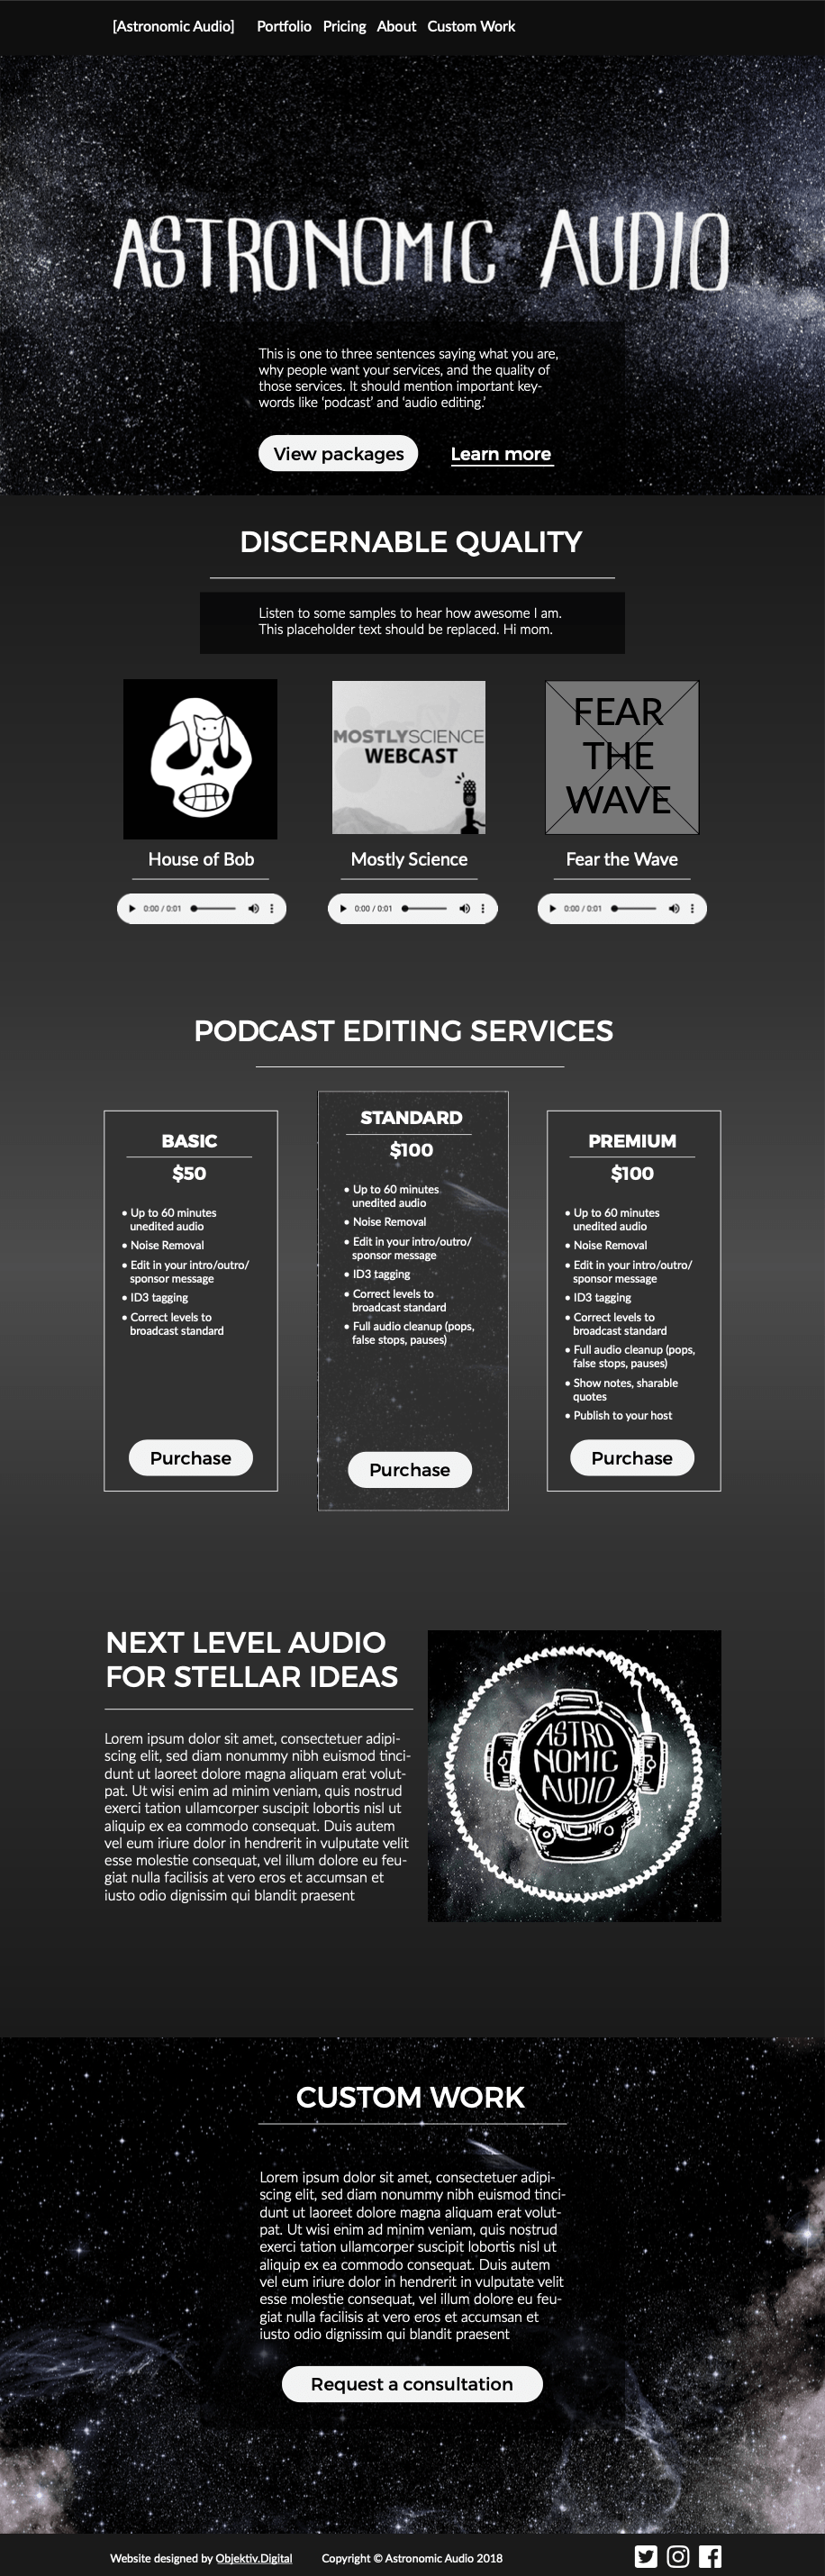 [Astronomic Audio] Portfolio Pricing About Custom Work
ASTRONOMIC AUDIO
This is one to three sentences saying what you are,
why people want your services, and the quality of
those services. It should mention important key-
words like 'podcast' and 'audio editing.'
View packages Learn more
DISCERNABLE QUALITY
Listen to some samples to hear how awesome I am.
This placeholder text should be replaced. Hi mom.
MOSTLYSCIENCE
WEBCAST
FEAR
THE
WAVE
House of Bob
Mostly Science
Fear the Wave
0:00 / 0:01
0:00 / 0:01
0:00 / 0:01
PODCAST EDITING SERVICES
BASIC
$50
• Up to 60 minutes
unedited audio
• Noise Removal
• Edit in your intro/outro/
sponsor message
• ID3 tagging
• Correct levels to
broadcast standard
Purchase
STANDARD
$100
• Up to 60 minutes
unedited audio
• Noise Removal
• Edit in your intro/outro/
sponsor message
• ID3 tagging
• Correct levels to
broadcast standard
• Full audio cleanup (pops,
false stops, pauses)
Purchase
PREMIUM
$100
• Up to 60 minutes
unedited audio
• Noise Removal
• Edit in your intro/outro/
sponsor message
• ID3 tagging
• Correct levels to
broadcast standard
• Full audio cleanup (pops,
false stops, pauses)
• Show notes, sharable
quotes
• Publish to your host
Purchase
NEXT LEVEL AUDIO
FOR STELLAR IDEAS
Lorem ipsum dolor sit amet, consectetuer adipi-
scing elit, sed diam nonummy nibh euismod tinci-
dunt ut laoreet dolore magna aliquam erat volut-
pat. Ut wisi enim ad minim veniam, quis nostrud
exerci tation ullamcorper suscipit lobortis nisl ut
aliquip ex ea commodo consequat. Duis autem
vel eum iriure dolor in hendrerit in vulputate velit
esse molestie consequat, vel illum dolore eu feu-
giat nulla facilisis at vero eros et accumsan et
iusto odio dignissim qui blandit praesent
ASTRO
NOMIC
AUDIO
CUSTOM WORK
Lorem ipsum dolor sit amet, consectetuer adipi-
scing elit, sed diam nonummy nibh euismod tinci-
dunt ut laoreet dolore magna aliquam erat volut-
pat. Ut wisi enim ad minim veniam, quis nostrud
exerci tation ullamcorper suscipit lobortis nisl ut
aliquip ex ea commodo consequat. Duis autem
vel eum iriure dolor in hendrerit in vulputate velit
esse molestie consequat, vel illum dolore eu feu-
giat nulla facilisis at vero eros et accumsan et
iusto odio dignissim qui blandit praesent
Request a consultation
Website designed by Objektiv.Digital Copyright © Astronomic Audio 2018